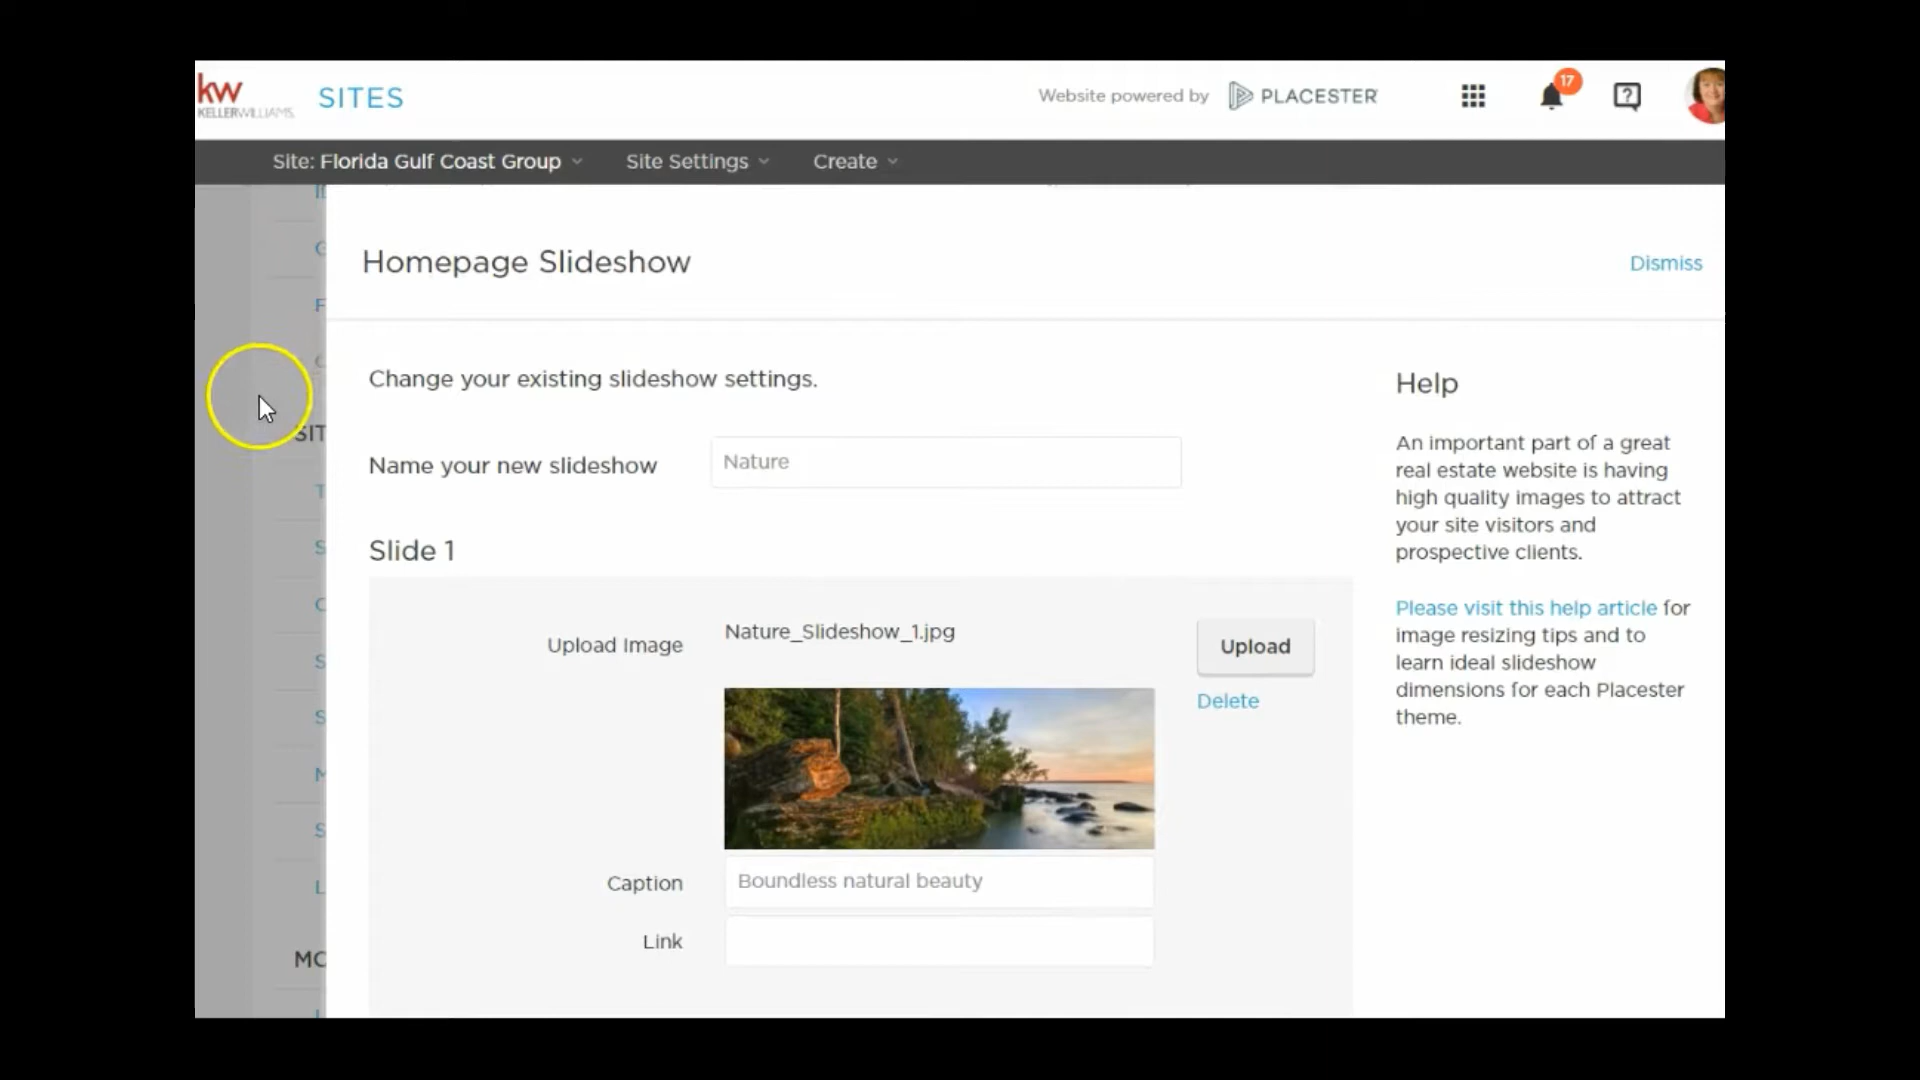 kw
KELLERWILLIAMS.
SITES
Website powered by
PLACESTER
17
?
Site: Florida Gulf Coast Group
Site Settings
Create
Homepage Slideshow
Dismiss
Change your existing slideshow settings.
Name your new slideshow
Nature
Slide 1
Upload Image
Nature_Slideshow_1.jpg
Upload
Delete
Caption
Boundless natural beauty
Link
Help
An important part of a great
real estate website is having
high quality images to attract
your site visitors and
prospective clients.
Please visit this help article for
image resizing tips and to
learn ideal slideshow
dimensions for each Placester
theme.
SIT
MO